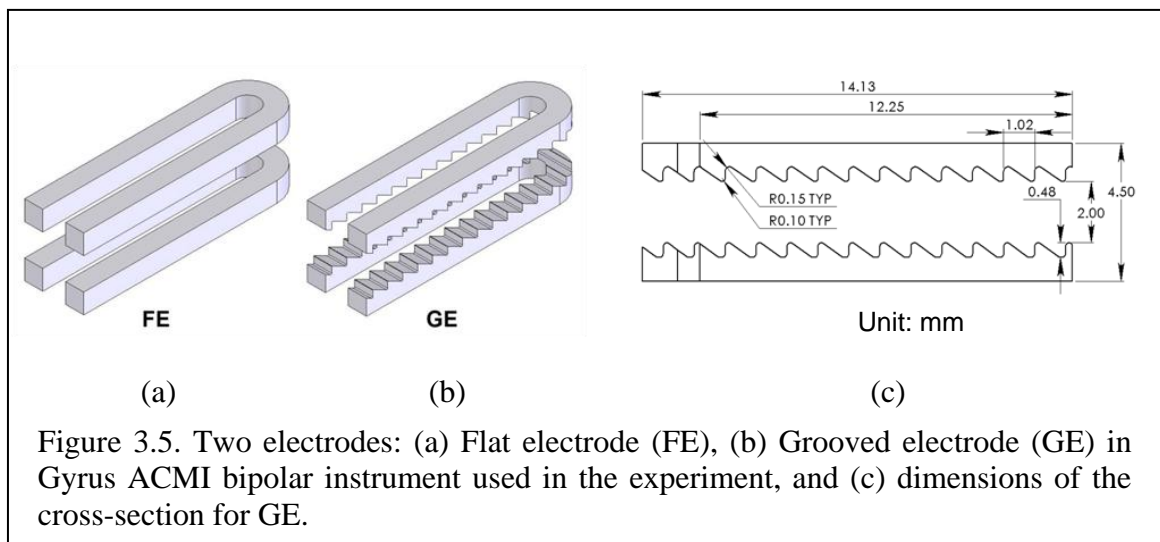 14.13
12.25
1.02
R0.15 TYP
R0.10 TYP
0.48
2.00
4.50
FE
GE
Unit: mm
(a)
(b)
(c)
Figure 3.5. Two electrodes: (a) Flat electrode (FE), (b) Grooved electrode (GE) in
Gyrus ACMI bipolar instrument used in the experiment, and (c) dimensions of the
cross-section for GE.